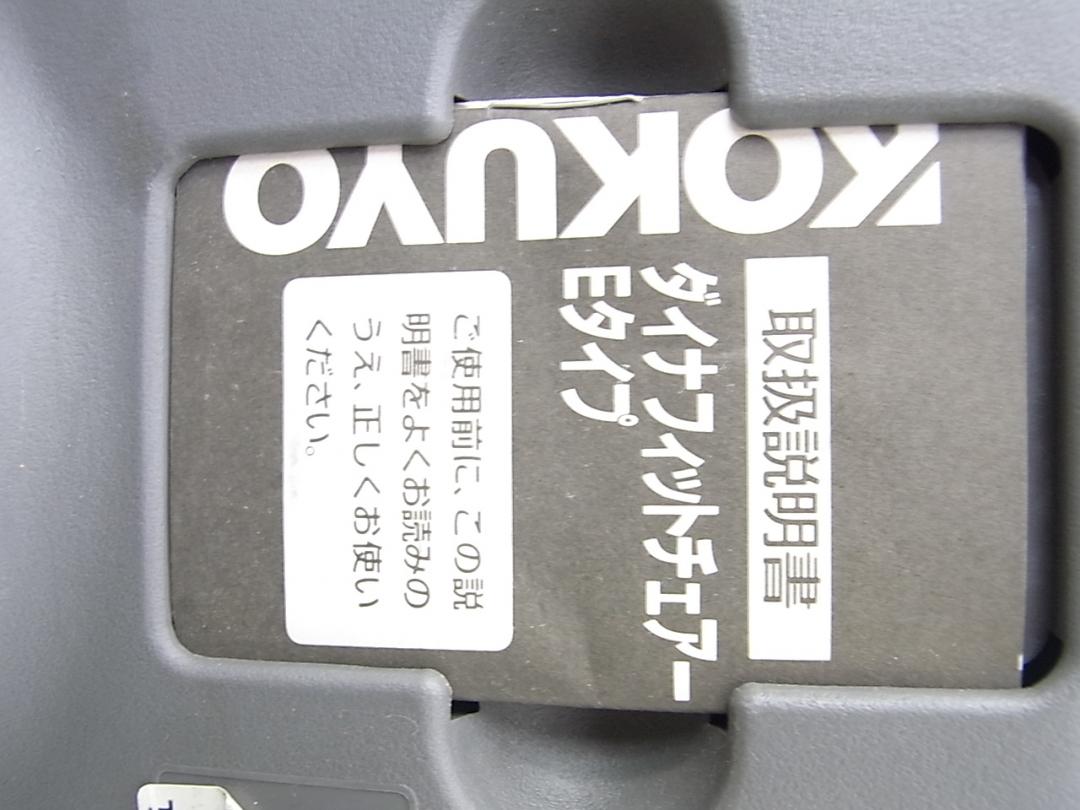 取扱説明書
ダイナフィットチェアー
Eタイプ
ご使用前に、この説
明書をよくお読みの
うえ、正しくお使い
ください。
KOKUYO